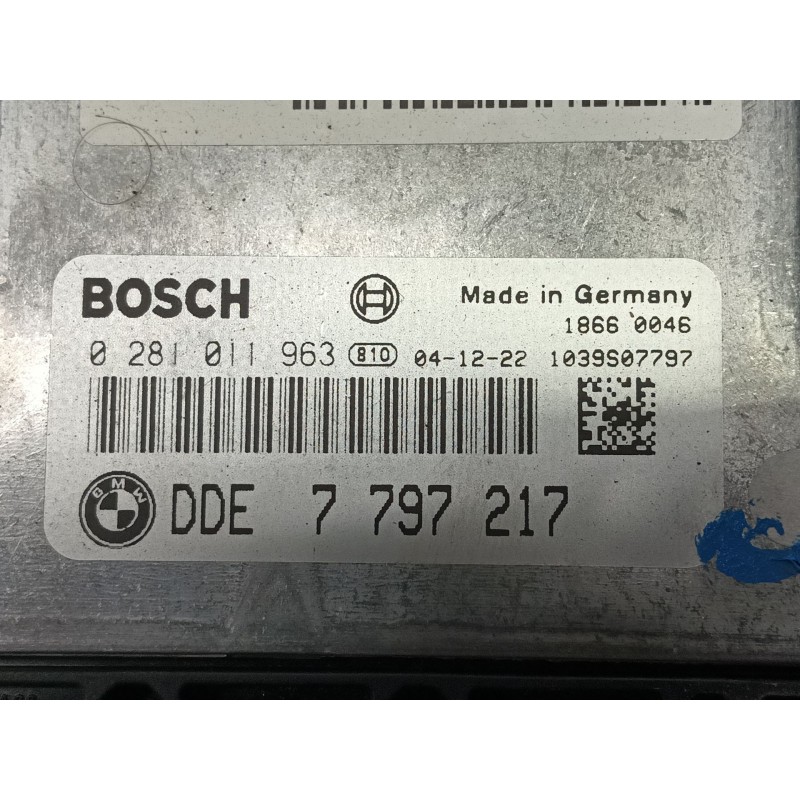 BOSCH Made in Germany
1866 0046
0 281 011 963 810 04-12-22 1039S07797
BMW DDE 7 797 217